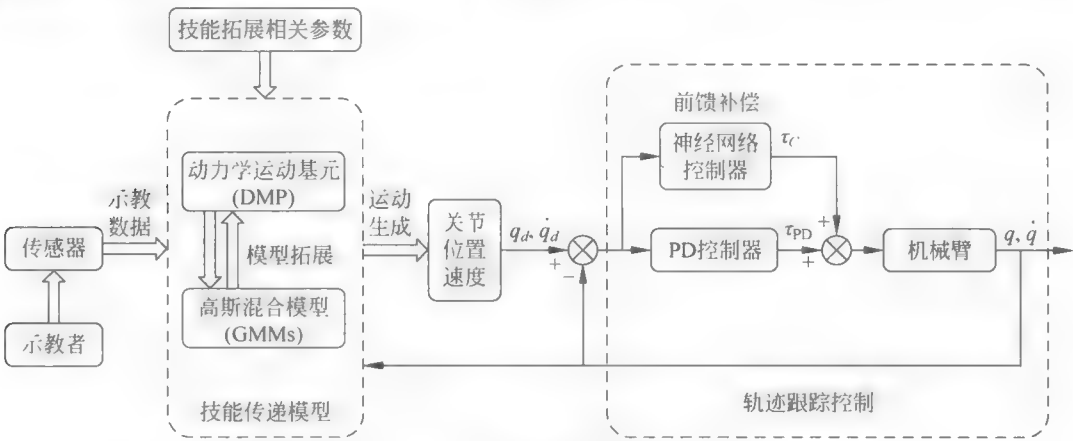 技能拓展相关参数
前馈补偿
神经网络
控制器
τC
动力学运动基元
(DMP)
示教
数据
运动
生成
关节
位置
速度
qd, q̇d
+
−
τPD
+
+
q, q̇
传感器
模型拓展
PD控制器
机械臂
高斯混合模型
(GMMs)
示教者
技能传递模型
轨迹跟踪控制